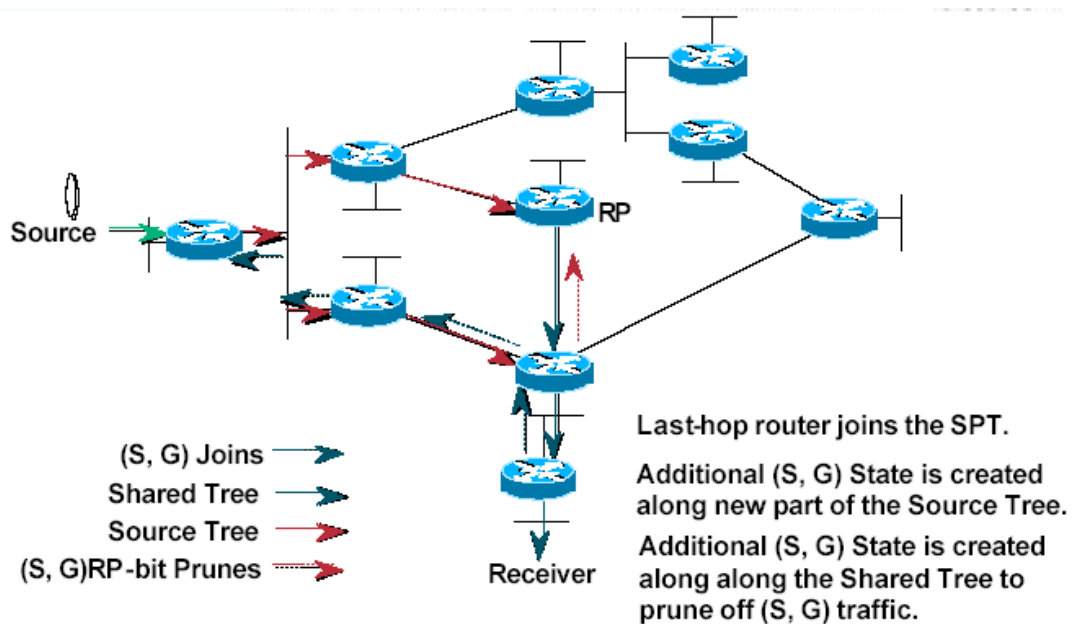 RP
Source
(S, G) Joins
Shared Tree
Source Tree
(S, G)RP-bit Prunes
Receiver
Last-hop router joins the SPT.
Additional (S, G) State is created
along new part of the Source Tree.
Additional (S, G) State is created
along along the Shared Tree to
prune off (S, G) traffic.